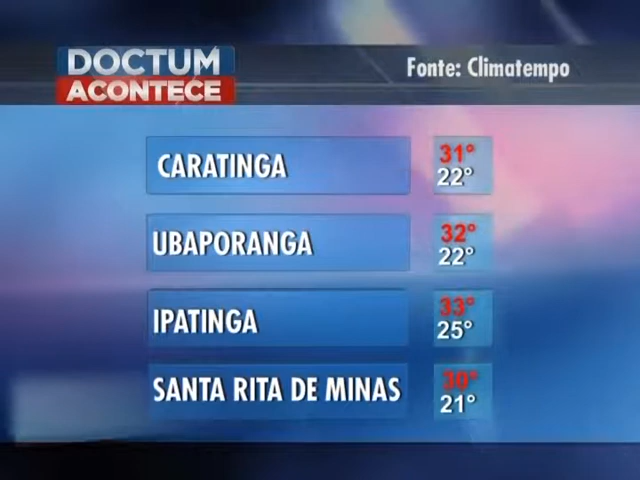 DOCTUM
ACONTECE
Fonte: Climatempo
CARATINGA
31°
22°
UBAPORANGA
32°
22°
IPATINGA
33°
25°
SANTA RITA DE MINAS
30°
21°